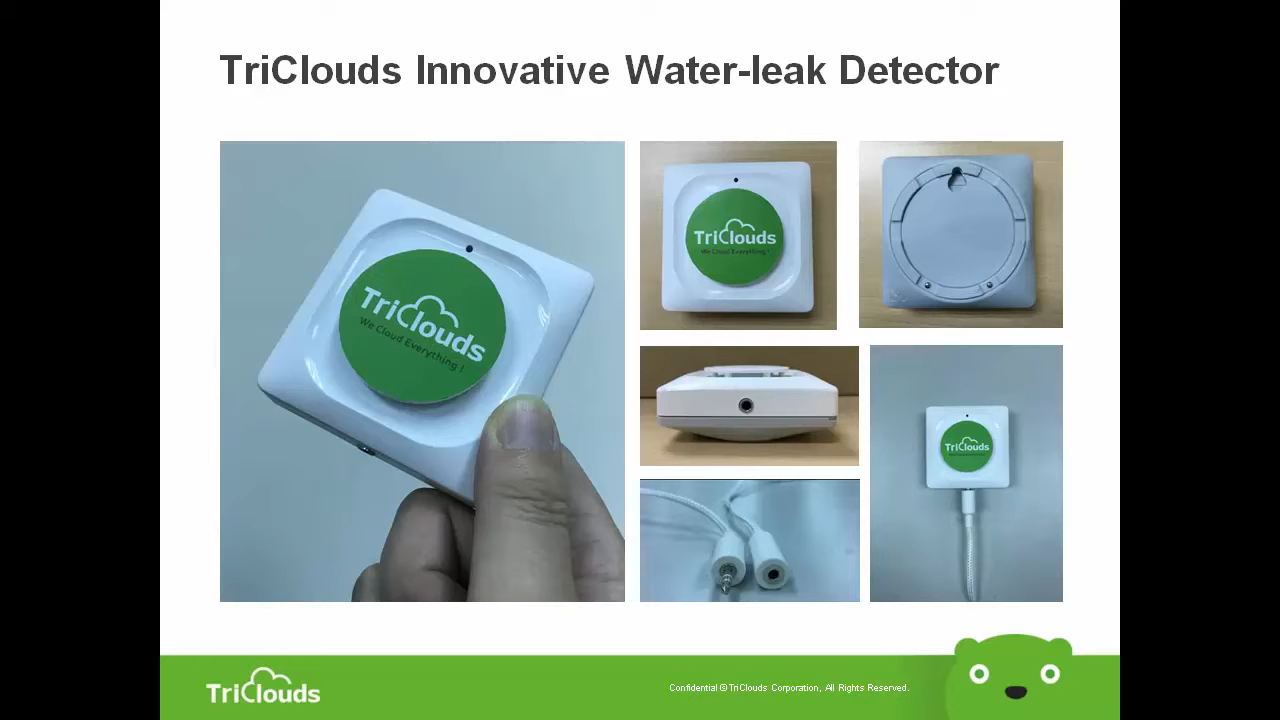 TriClouds Innovative Water-leak Detector
TriClouds
We Cloud Everything !
TriClouds
We Cloud Everything !
TriClouds
TriClouds
Confidential © TriClouds Corporation, All Rights Reserved.